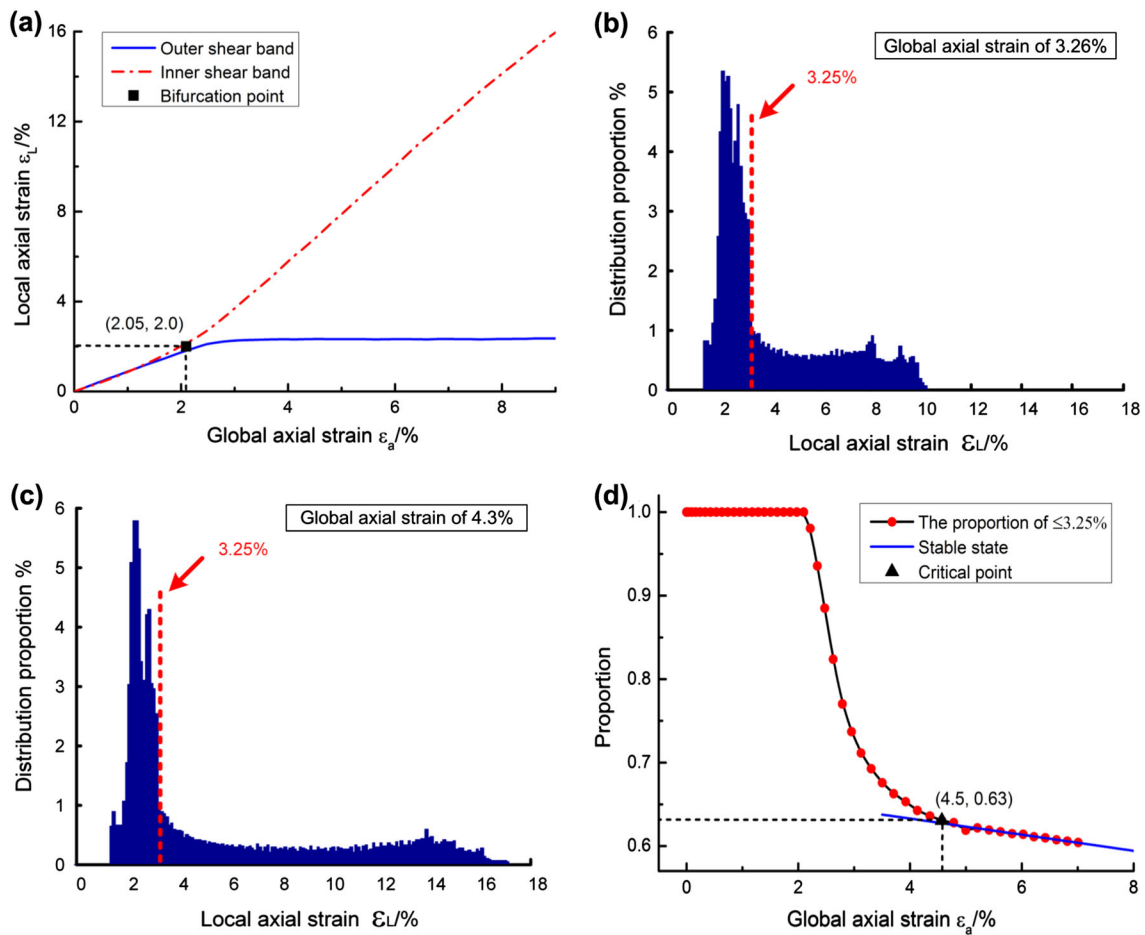 (a)
Outer shear band
Inner shear band
Bifurcation point
16
12
8
4
0
(2.05, 2.0)
0 2 4 6 8
Local axial strain εL/%
Global axial strain εa/%
(b)
Global axial strain of 3.26%
3.25%
6
5
4
3
2
1
0
0 2 4 6 8 10 12 14 16 18
Distribution proportion %
Local axial strain εL/%
(c)
Global axial strain of 4.3%
3.25%
6
5
4
3
2
1
0
0 2 4 6 8 10 12 14 16 18
Distribution proportion %
Local axial strain εL/%
(d)
The proportion of ≤3.25%
Stable state
Critical point
1.0
0.9
0.8
0.7
0.6
(4.5, 0.63)
0 2 4 6 8
Proportion
Global axial strain εa/%